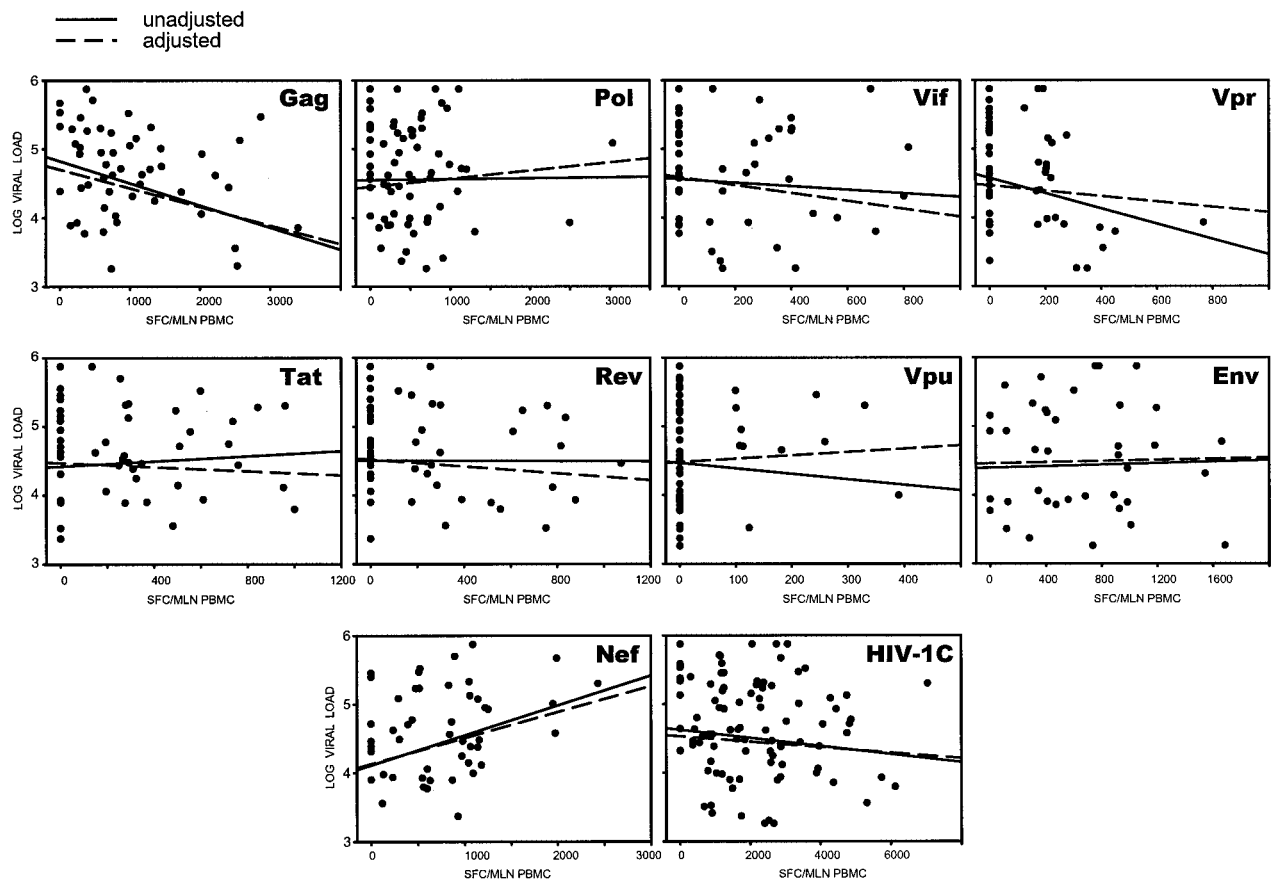 unadjusted
adjusted
Gag
Pol
Vif
Vpr
LOG VIRAL LOAD
6
5
4
3
0 1000 2000 3000
0 1000 2000 3000
0 200 400 600 800
0 200 400 600 800
SFC/MLN PBMC
SFC/MLN PBMC
SFC/MLN PBMC
SFC/MLN PBMC
Tat
Rev
Vpu
Env
LOG VIRAL LOAD
6
5
4
3
0 400 800 1200
0 400 800 1200
0 100 200 400
0 400 800 1200 1600
SFC/MLN PBMC
SFC/MLN PBMC
SFC/MLN PBMC
SFC/MLN PBMC
Nef
HIV-1C
LOG VIRAL LOAD
6
5
4
3
0 1000 2000 3000
0 2000 4000 6000
SFC/MLN PBMC
SFC/MLN PBMC